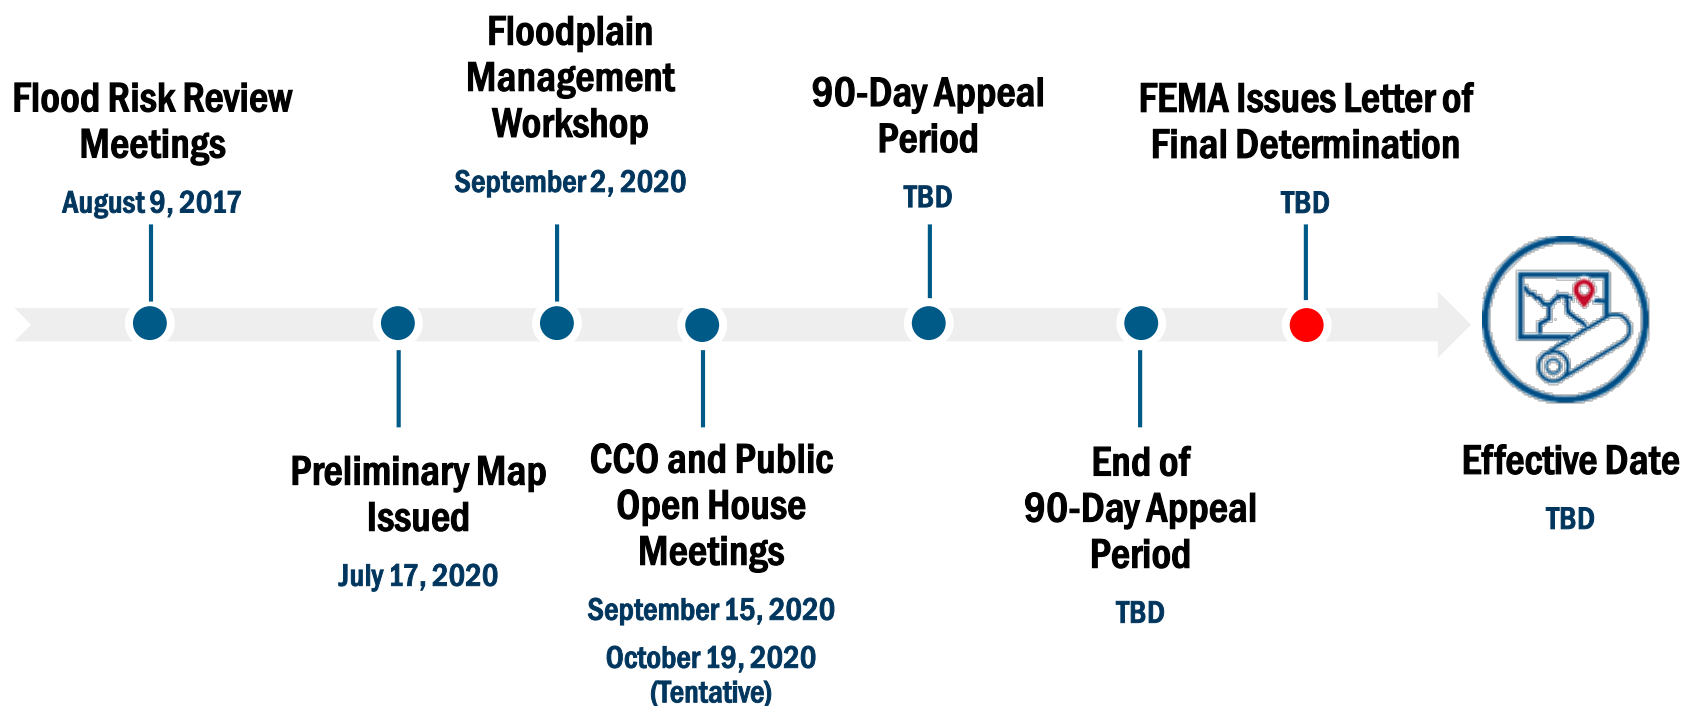 Flood Risk Review
Meetings
August 9, 2017
Preliminary Map
Issued
July 17, 2020
Floodplain
Management
Workshop
September 2, 2020
CCO and Public
Open House
Meetings
September 15, 2020
October 19, 2020
(Tentative)
90-Day Appeal
Period
TBD
End of
90-Day Appeal
Period
TBD
FEMA Issues Letter of
Final Determination
TBD
Effective Date
TBD